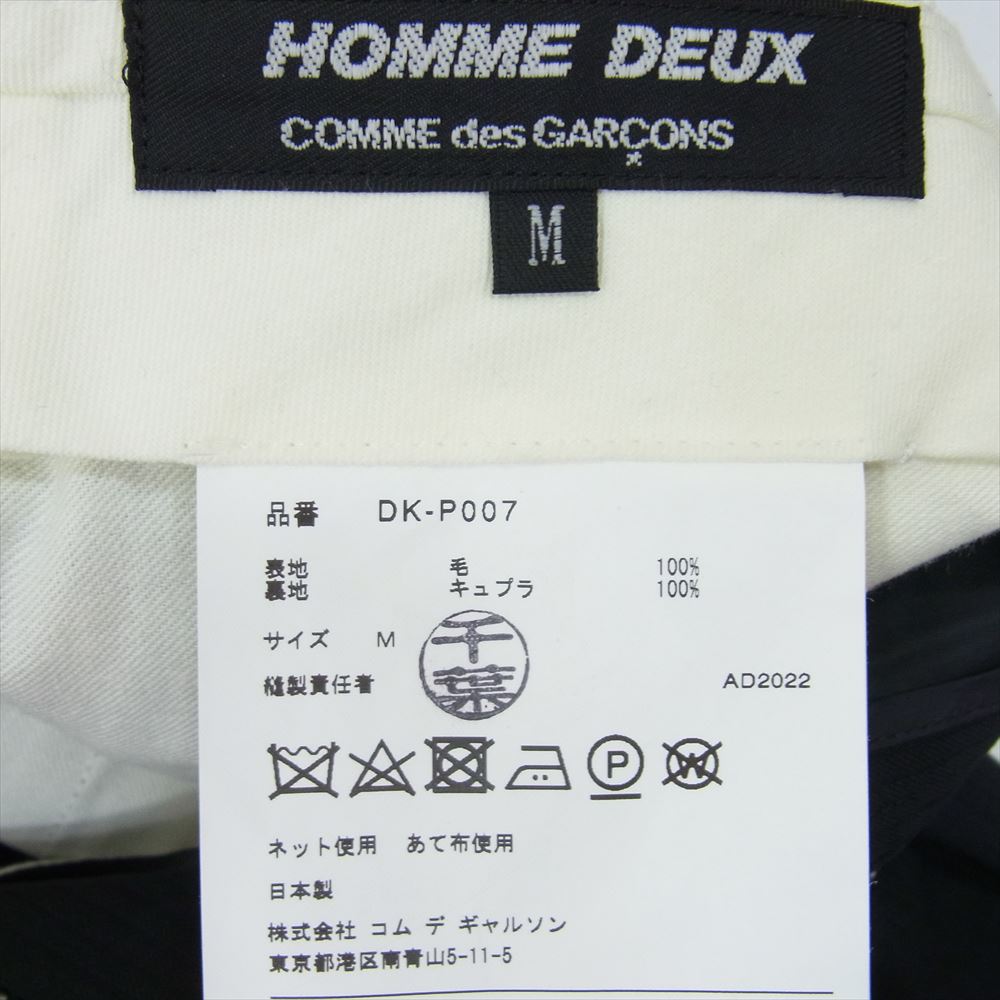 HOMME DEUX
COMME des GARÇONS
M
品番 DK-P007
表地 毛 100%
裏地 キュプラ 100%
サイズ M
千葉
縫製責任者 AD2022
P
W
ネット使用 あて布使用
日本製
株式会社 コム デ ギャルソン
東京都港区南青山5-11-5